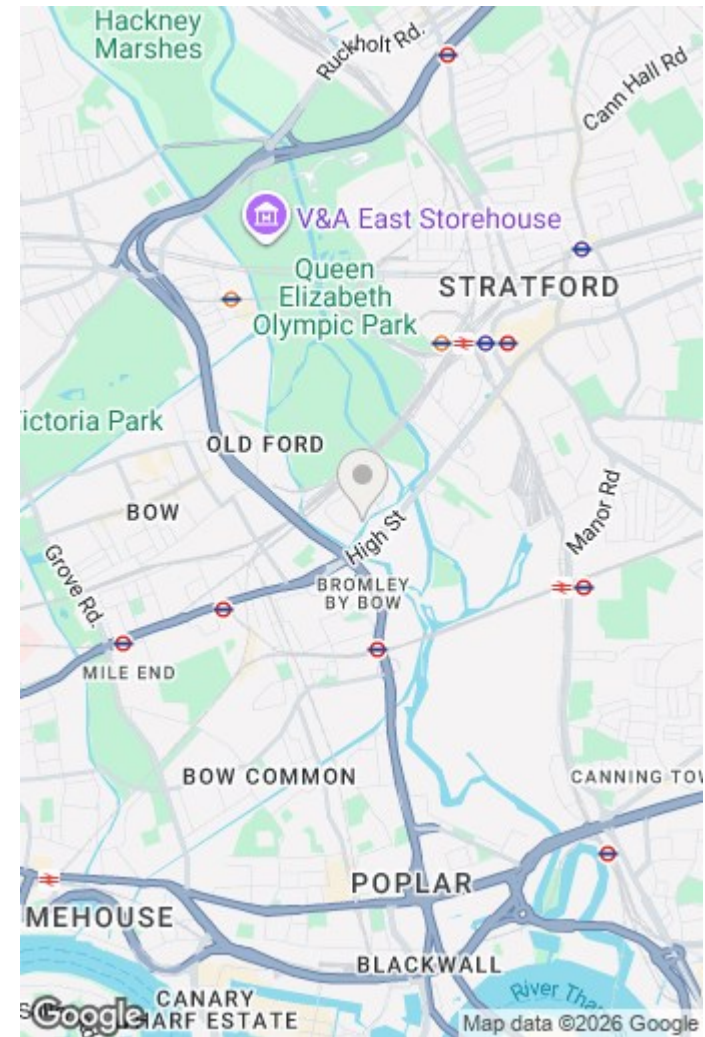 Hackney
Marshes
Ruckholt Rd.
Cann Hall Rd
V&A East Storehouse
Queen
Elizabeth
Olympic Park
STRATFORD
ictoria Park
OLD FORD
BOW
High St
Manor Rd
Grove Rd.
BROMLEY
BY BOW
MILE END
BOW COMMON
CANNING TOW
POPLAR
MEHOUSE
BLACKWALL
River Tha
CANARY
HARF ESTATE
Google
Map data ©2026 Google